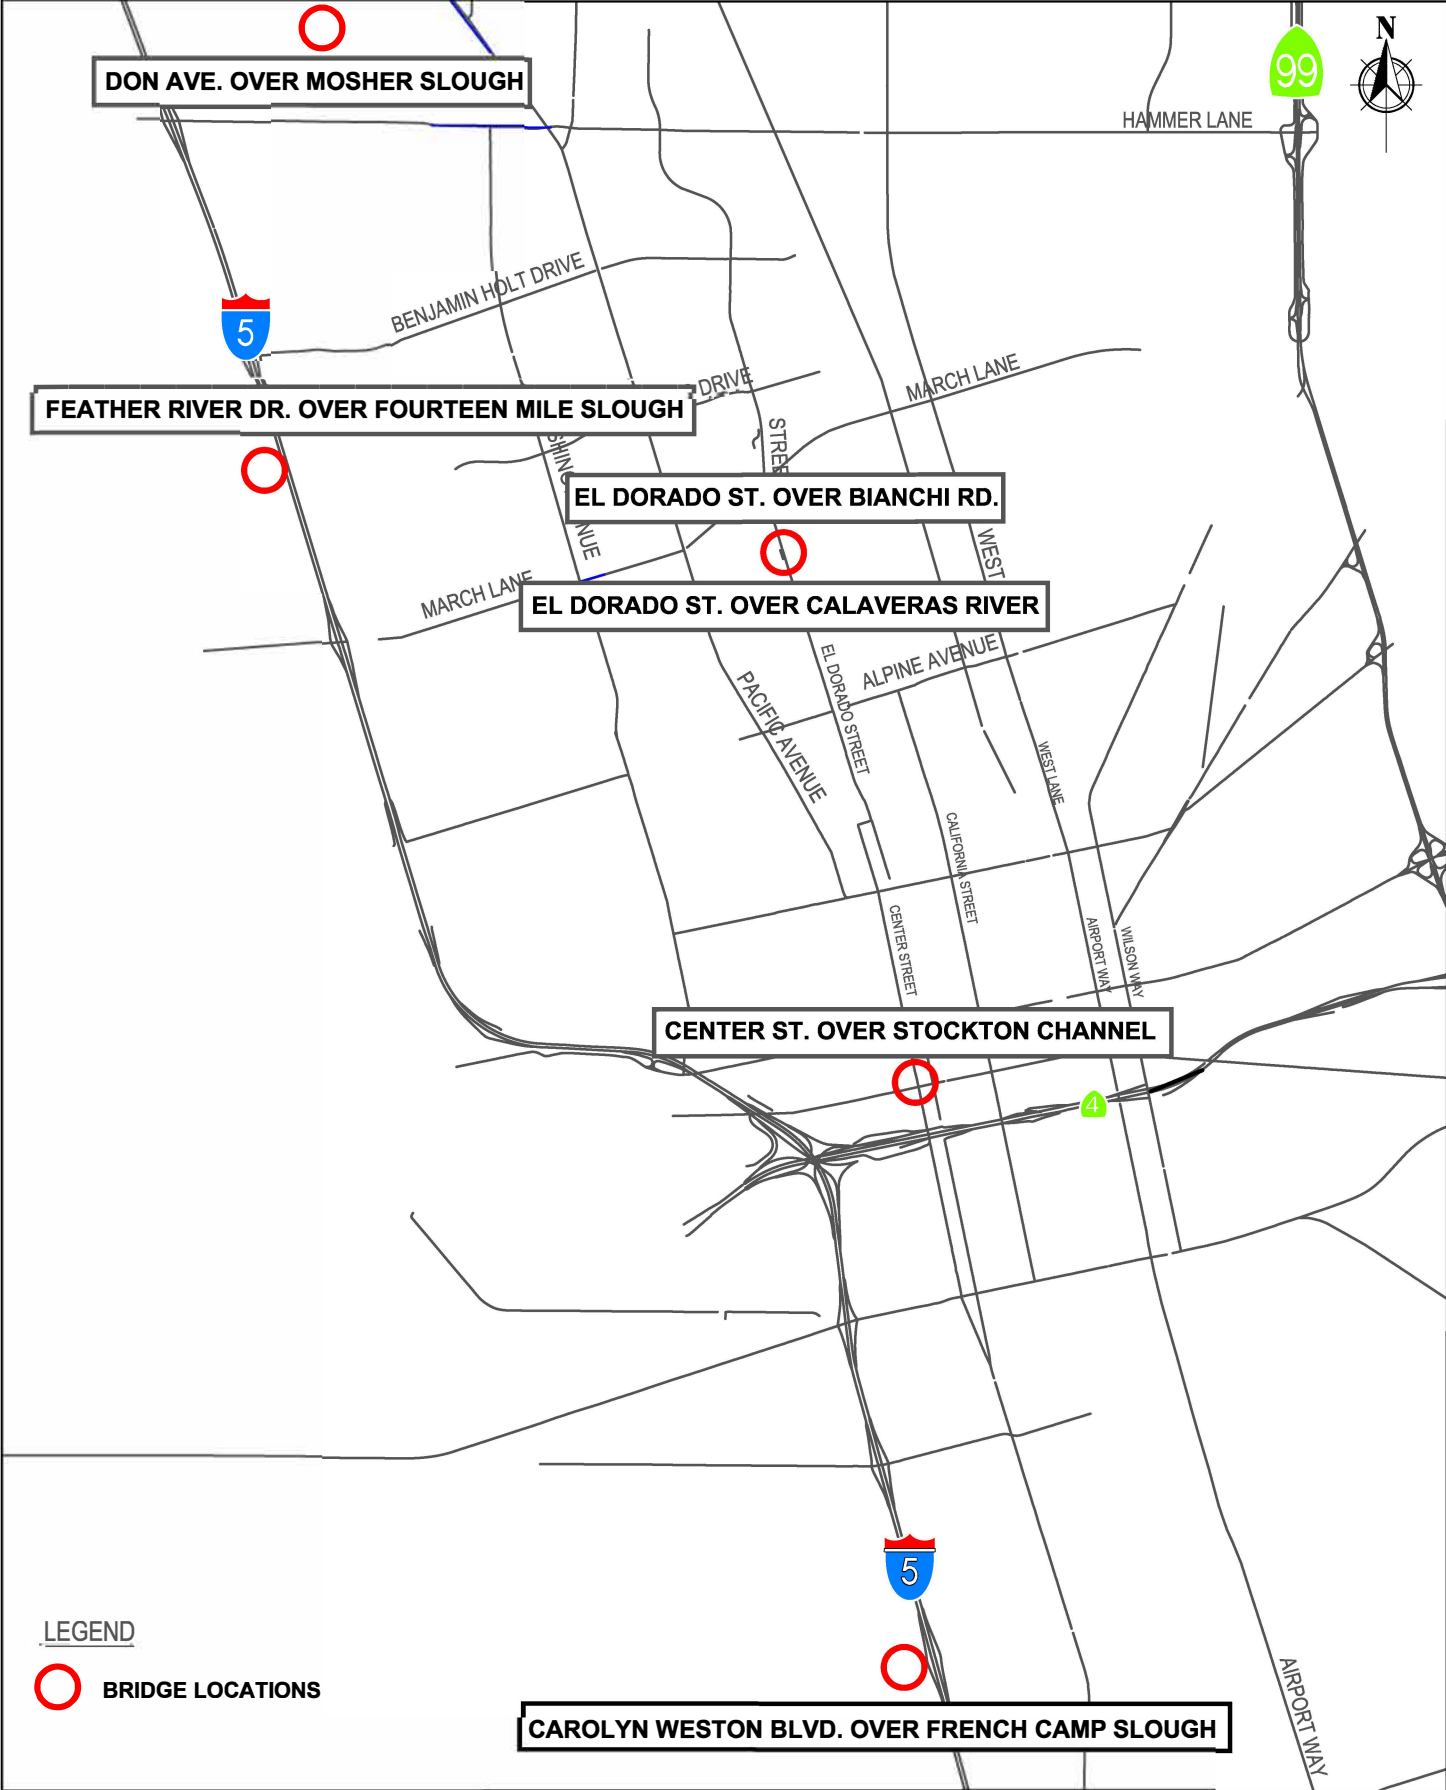 N
DON AVE. OVER MOSHER SLOUGH
99
HAMMER LANE
BENJAMIN HOLT DRIVE
5
DRIVE
MARCH LANE
FEATHER RIVER DR. OVER FOURTEEN MILE SLOUGH
EL DORADO ST. OVER BIANCHI RD.
WEST
MARCH LANE
EL DORADO ST. OVER CALAVERAS RIVER
EL DORADO STREET
ALPINE AVENUE
PACIFIC AVENUE
WEST LANE
CALIFORNIA STREET
CENTER STREET
AIRPORT WAY
WILSON WAY
CENTER ST. OVER STOCKTON CHANNEL
4
5
LEGEND
BRIDGE LOCATIONS
AIRPORT WAY
CAROLYN WESTON BLVD. OVER FRENCH CAMP SLOUGH